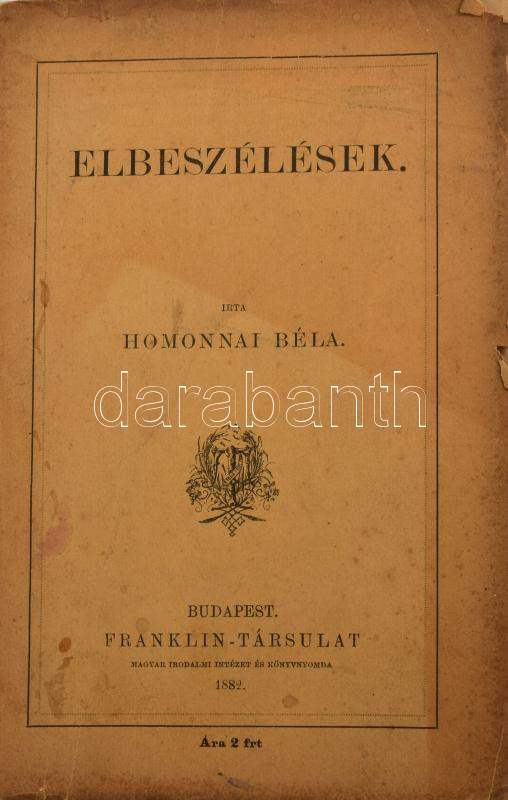 ELBESZÉLÉSEK.
IRTA
HOMONNAI BÉLA.
darabanth
BUDAPEST.
FRANKLIN-TÁRSULAT
MAGYAR IRODALMI INTÉZET ÉS KÖNYVNYOMDA
1882.
Ára 2 frt